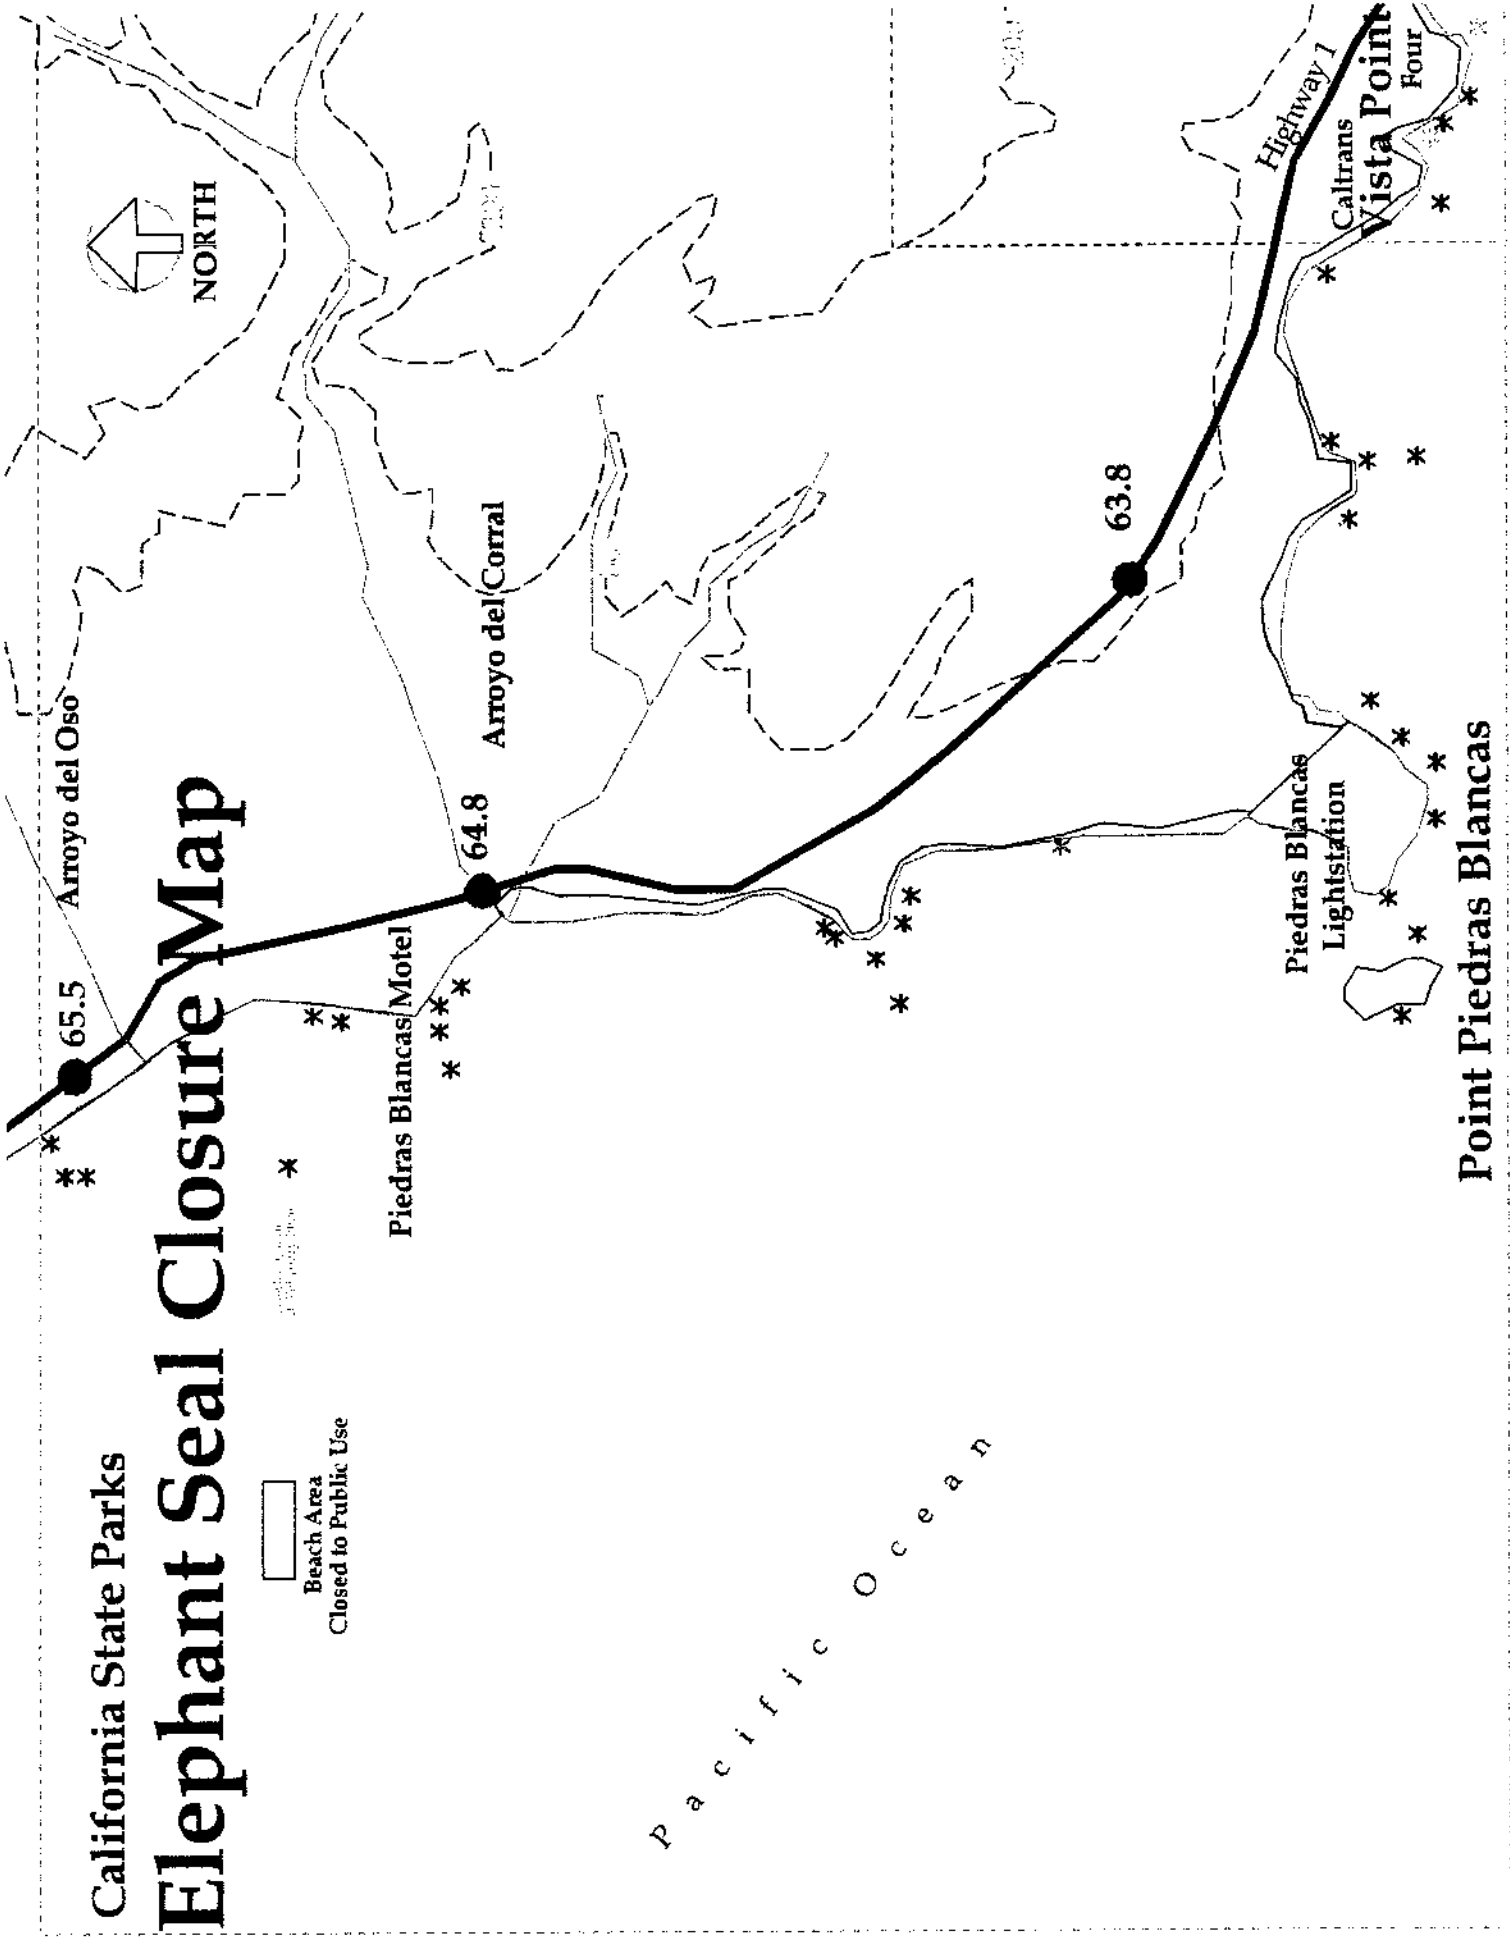 California State Parks
Elephant Seal Closure Map
Beach Area
Closed to Public Use
NORTH
65.5
Arroyo del Oso
Piedras Blancas Motel
64.8
Arroyo del Corral
63.8
Highway 1
Caltrans
Vista Point
Four
Pacific Ocean
Piedras Blancas
Lightstation
Point Piedras Blancas